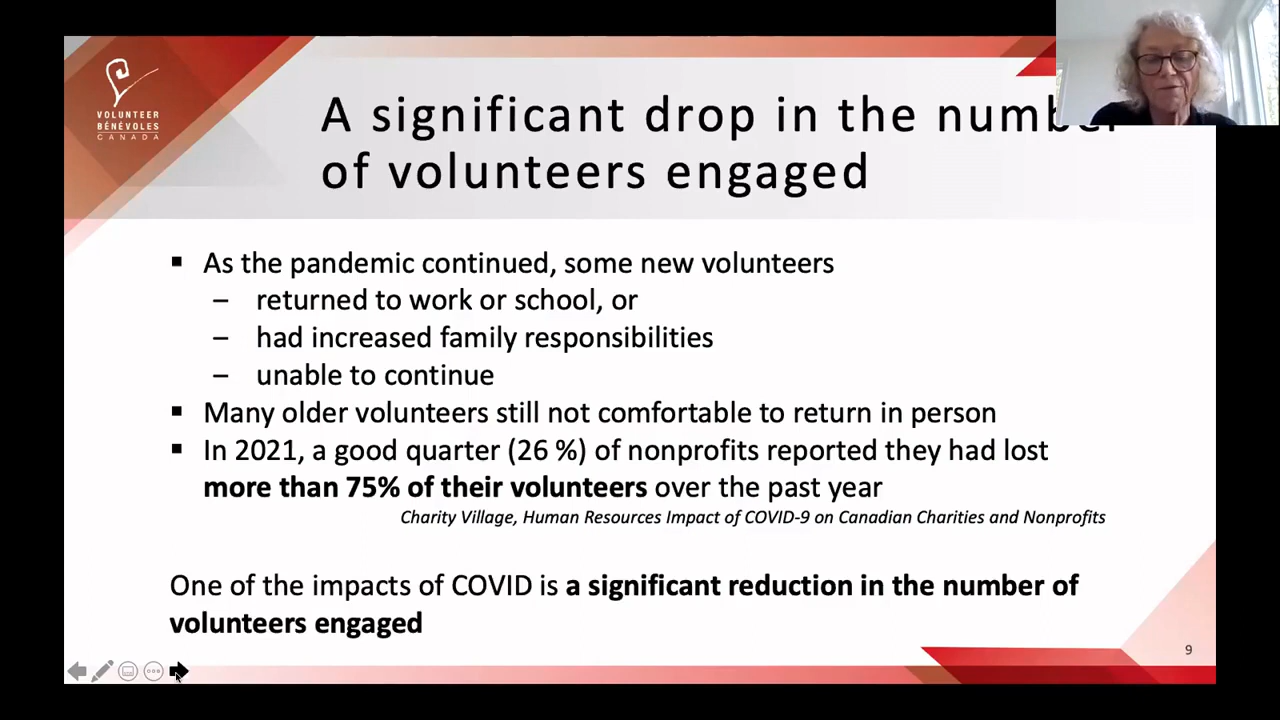 VOLUNTEER
BÉNÉVOLES
CANADA
A significant drop in the number
of volunteers engaged
▪ As the pandemic continued, some new volunteers
– returned to work or school, or
– had increased family responsibilities
– unable to continue
▪ Many older volunteers still not comfortable to return in person
▪ In 2021, a good quarter (26 %) of nonprofits reported they had lost
more than 75% of their volunteers over the past year
Charity Village, Human Resources Impact of COVID-9 on Canadian Charities and Nonprofits
One of the impacts of COVID is a significant reduction in the number of
volunteers engaged
9